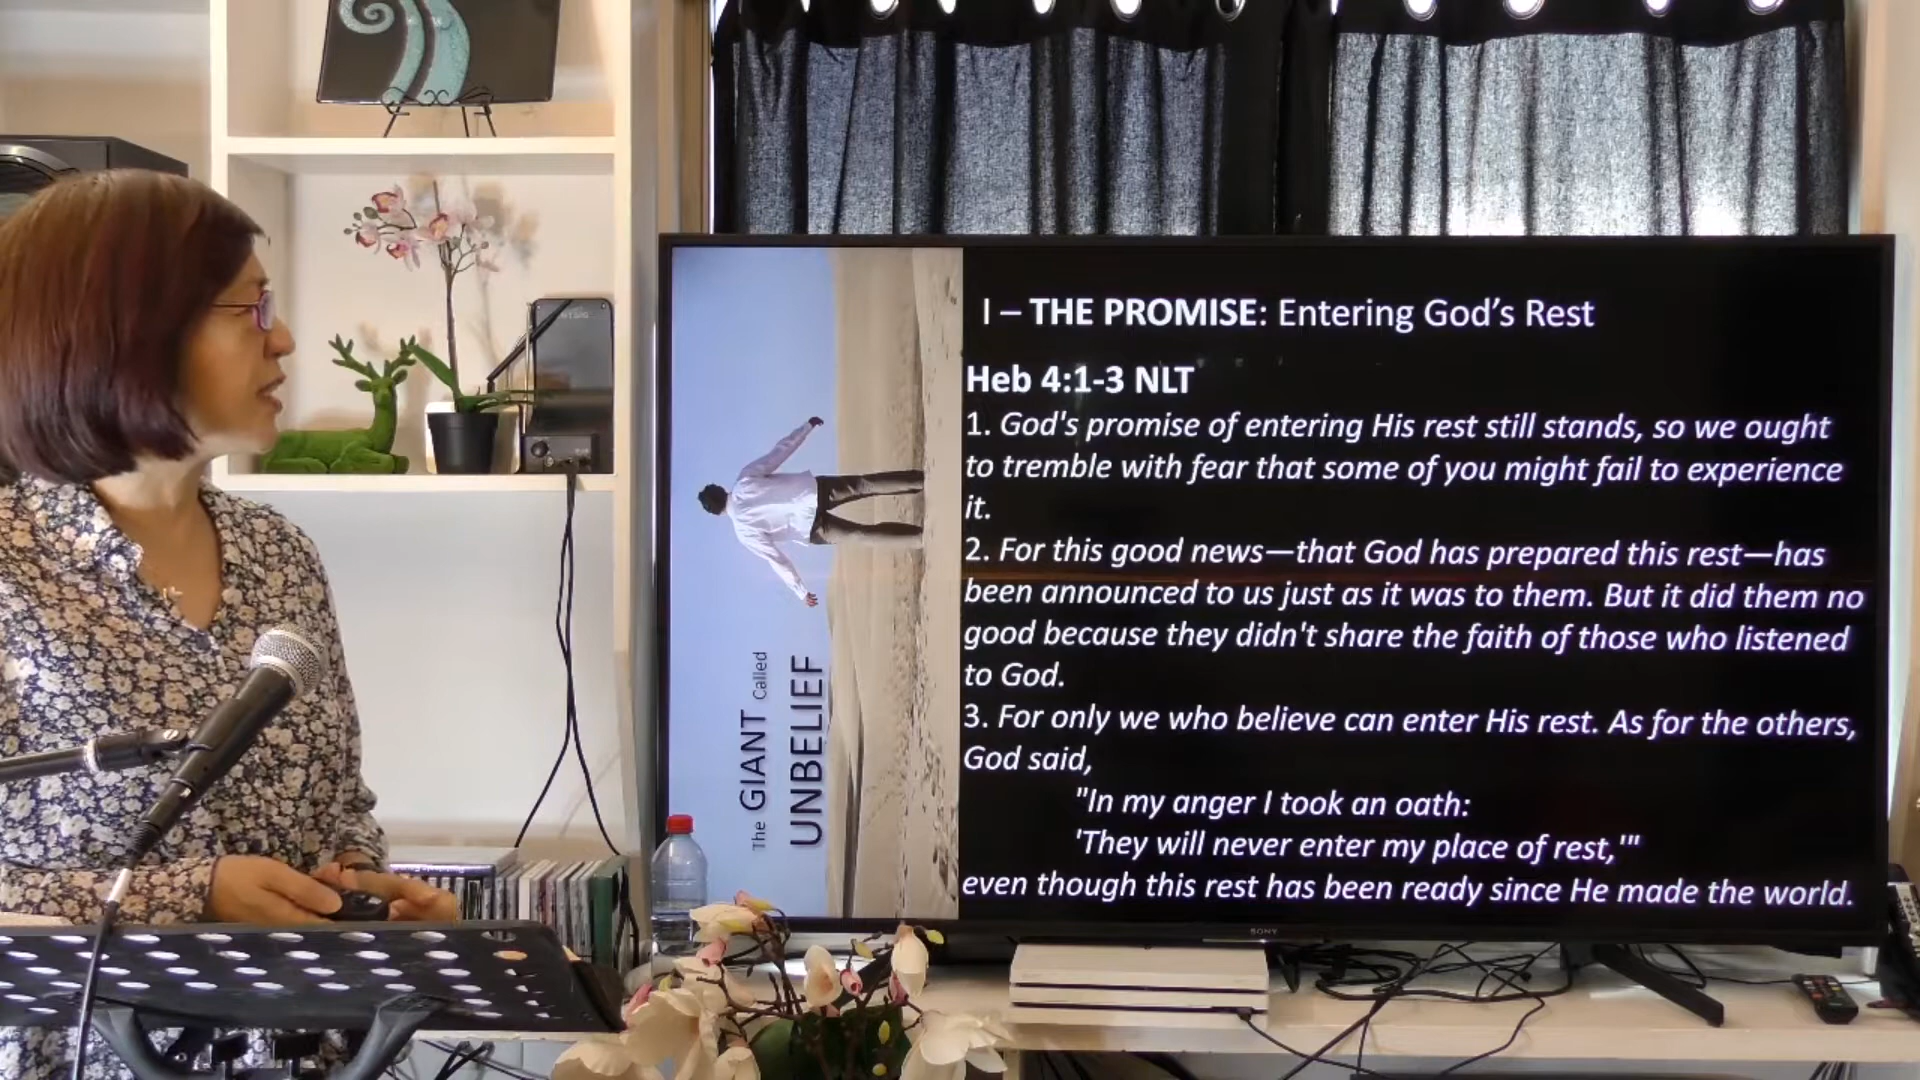 I – THE PROMISE: Entering God's Rest
Heb 4:1-3 NLT
1. God's promise of entering His rest still stands, so we ought
to tremble with fear that some of you might fail to experience
it.
2. For this good news—that God has prepared this rest—has
been announced to us just as it was to them. But it did them no
good because they didn't share the faith of those who listened
to God.
3. For only we who believe can enter His rest. As for the others,
God said,
"In my anger I took an oath:
'They will never enter my place of rest,'"
even though this rest has been ready since He made the world.
The GIANT Called
UNBELIEF
SONY